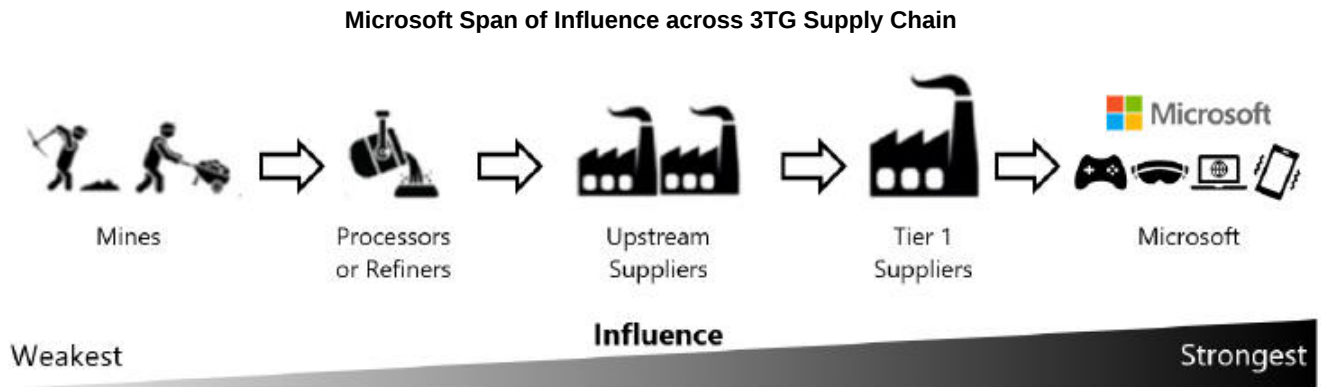 Microsoft Span of Influence across 3TG Supply Chain
Microsoft
Mines
Processors
or Refiners
Upstream
Suppliers
Tier 1
Suppliers
Microsoft
Influence
Weakest
Strongest